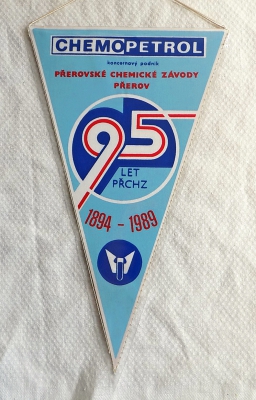 CHEMOPETROL
koncernový podnik
PŘEROVSKÉ CHEMICKÉ ZÁVODY
PŘEROV
95
LET
PŘCHZ
1894 - 1989